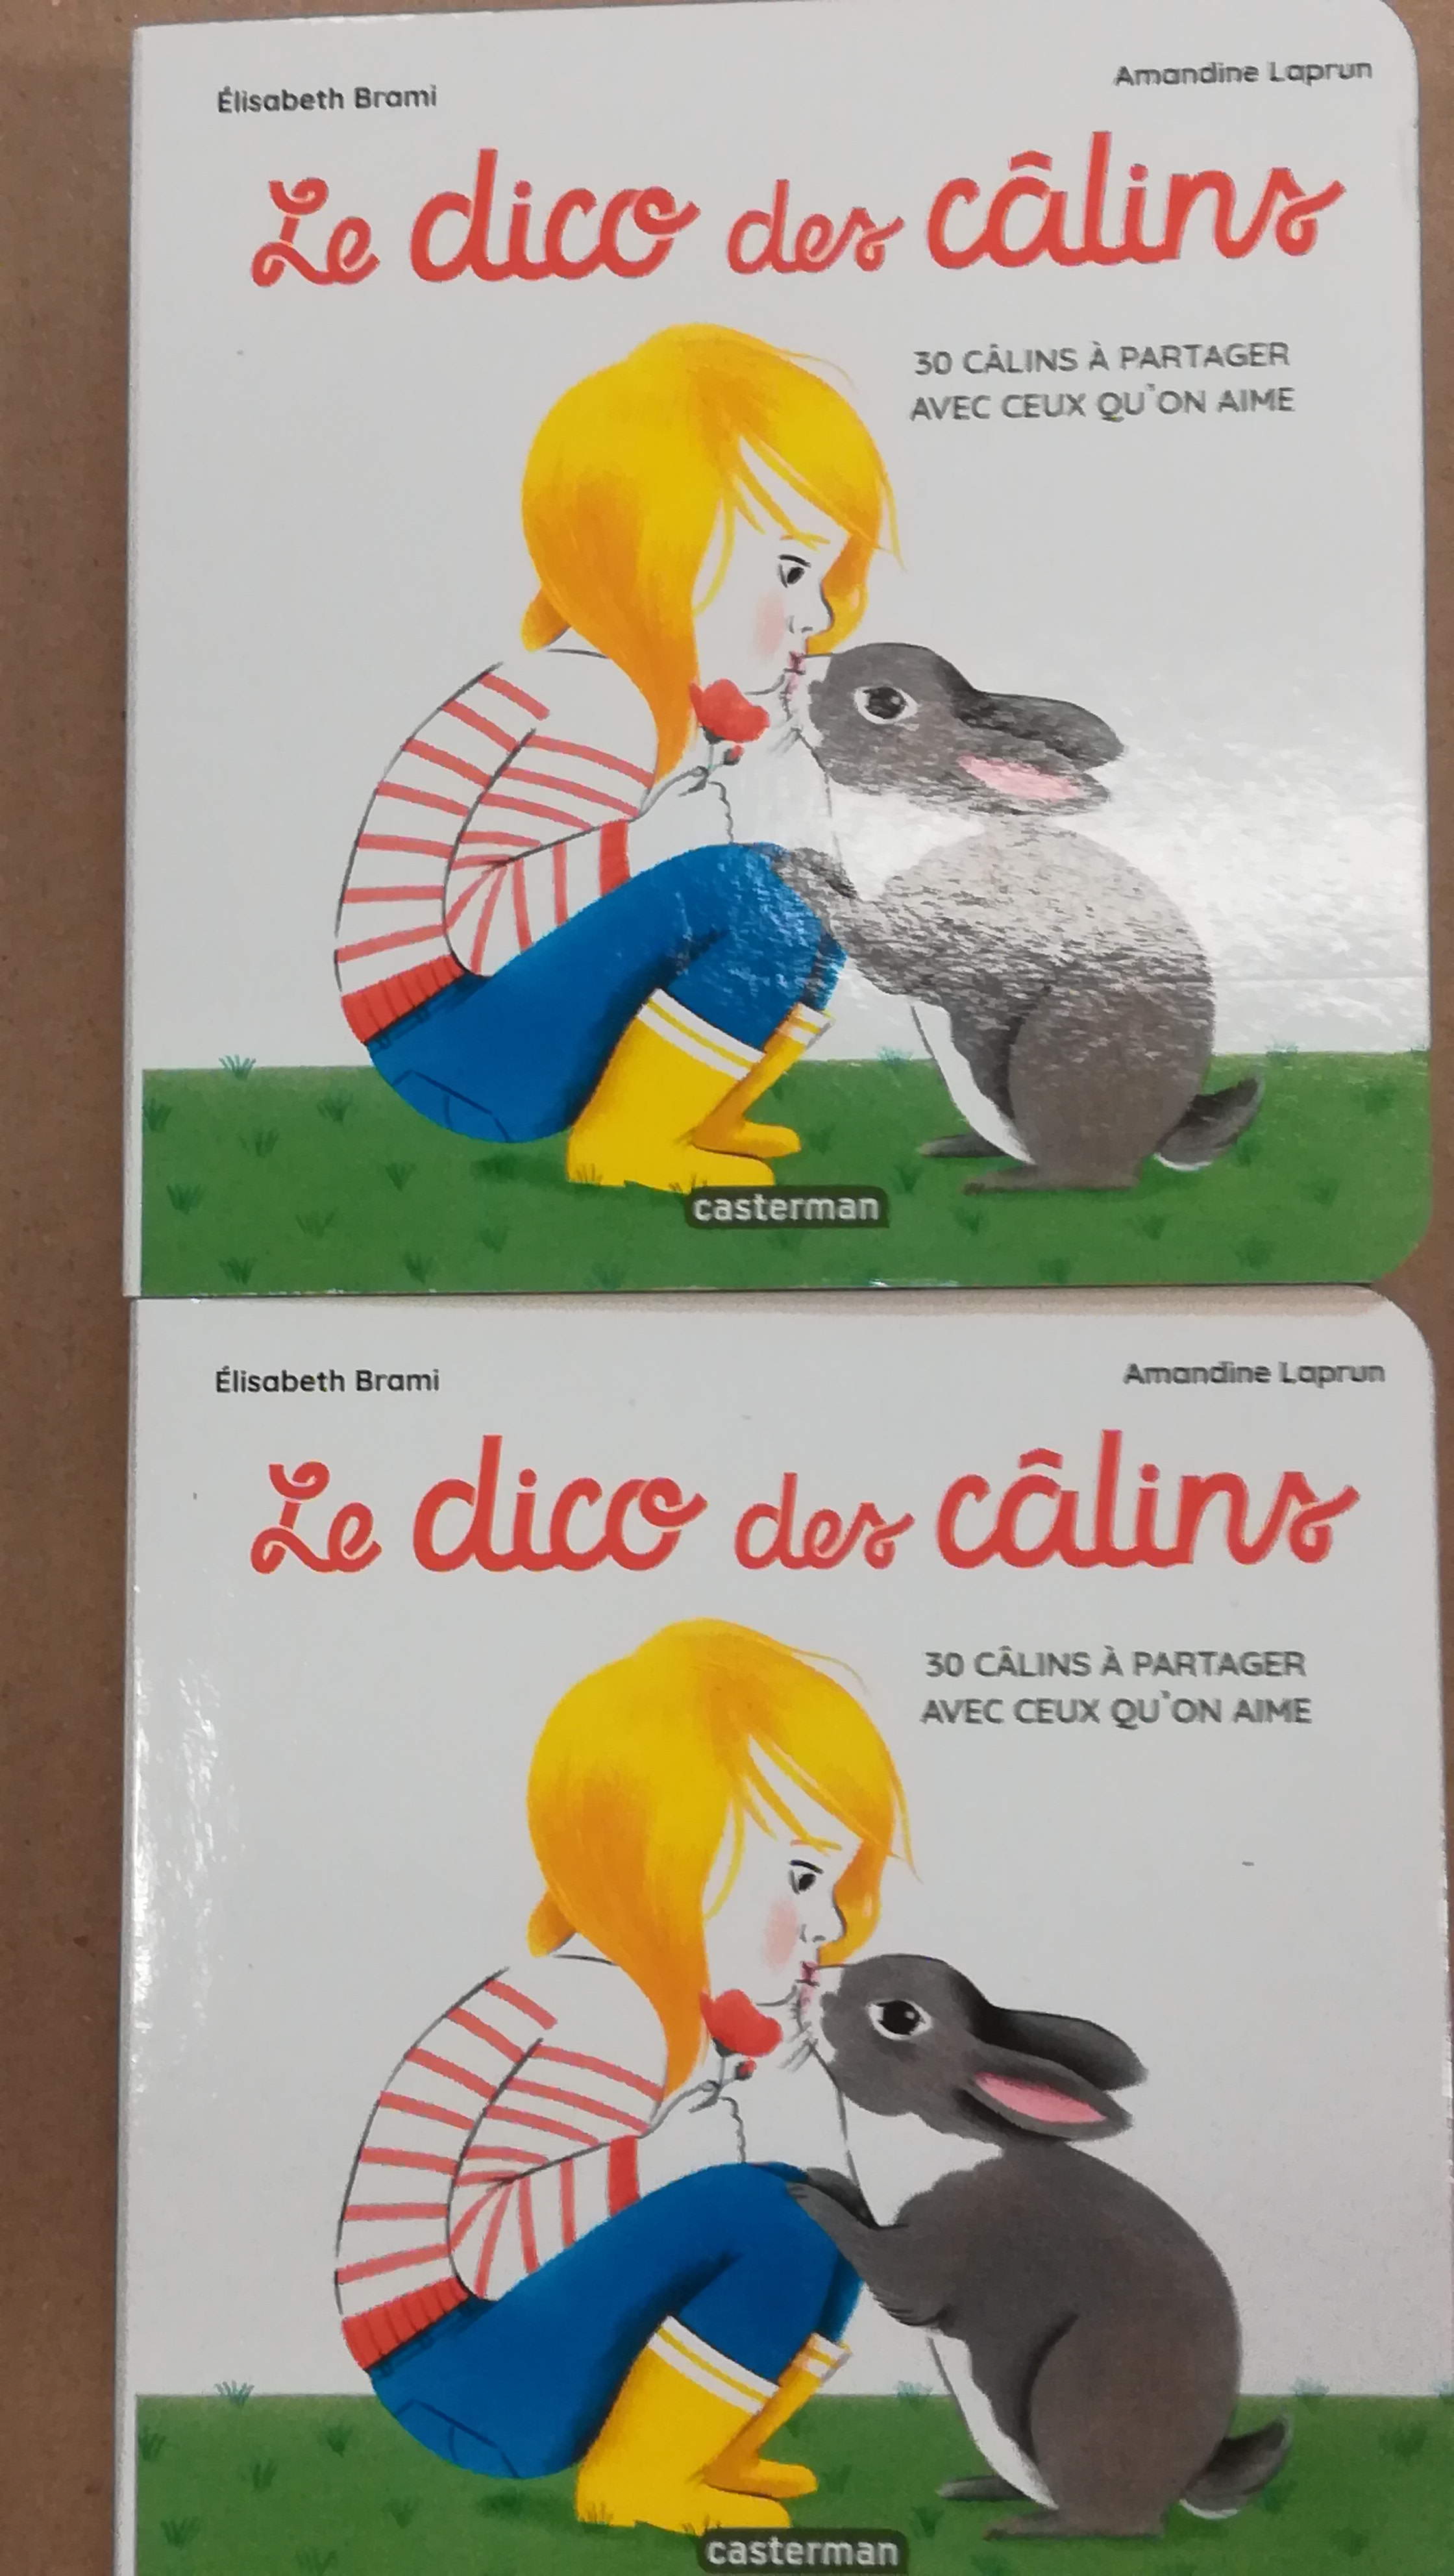 Élisabeth Brami
Amandine Laprun
Le dico des câlins
30 CÂLINS À PARTAGER
AVEC CEUX QU'ON AIME
casterman
Élisabeth Brami
Amandine Laprun
Le dico des câlins
30 CÂLINS À PARTAGER
AVEC CEUX QU'ON AIME
casterman